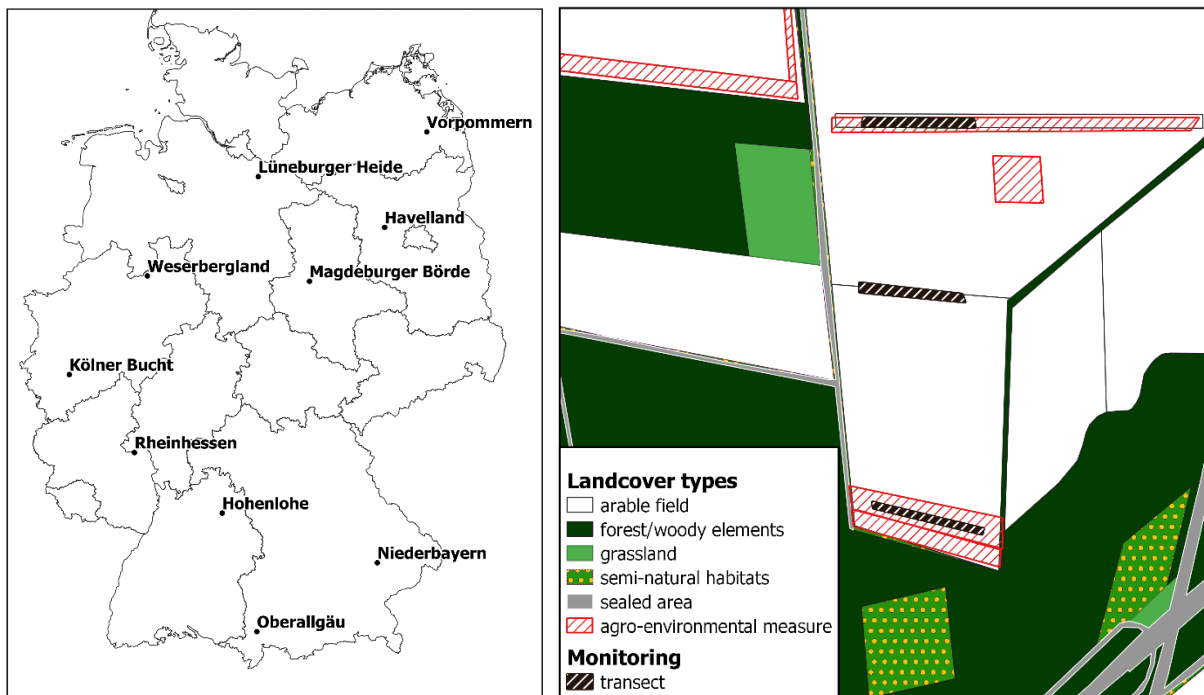 Vorpommern
Lüneburger Heide
Havelland
Weserbergland
Magdeburger Börde
Kölner Bucht
Rheinhessen
Hohenlohe
Niederbayern
Oberallgäu
Landcover types
arable field
forest/woody elements
grassland
semi-natural habitats
sealed area
agro-environmental measure
Monitoring
transect